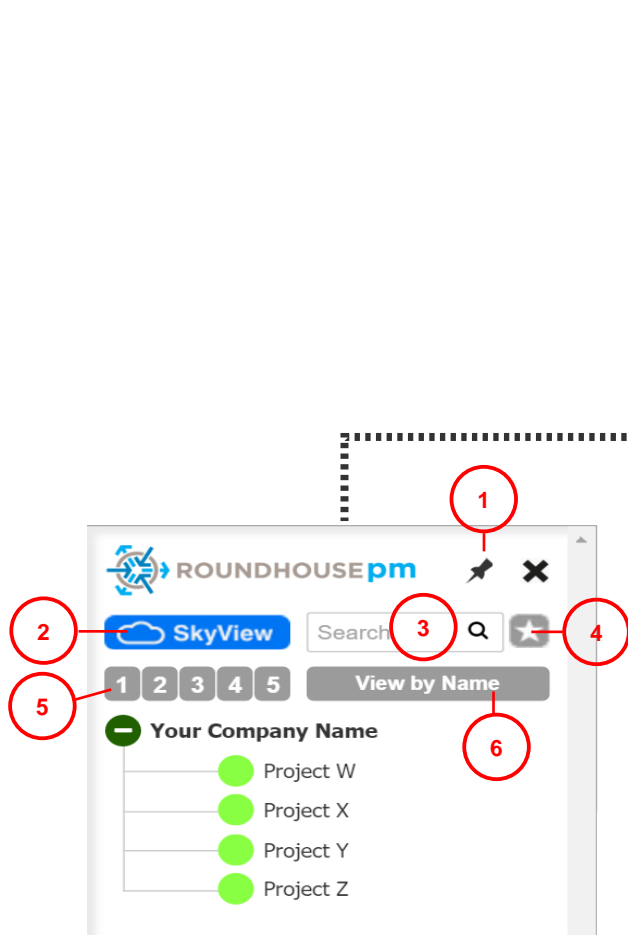 1
ROUNDHOUSEpm
2
SkyView
Search
3
4
1 2 3 4 5
View by Name
5
6
Your Company Name
Project W
Project X
Project Y
Project Z